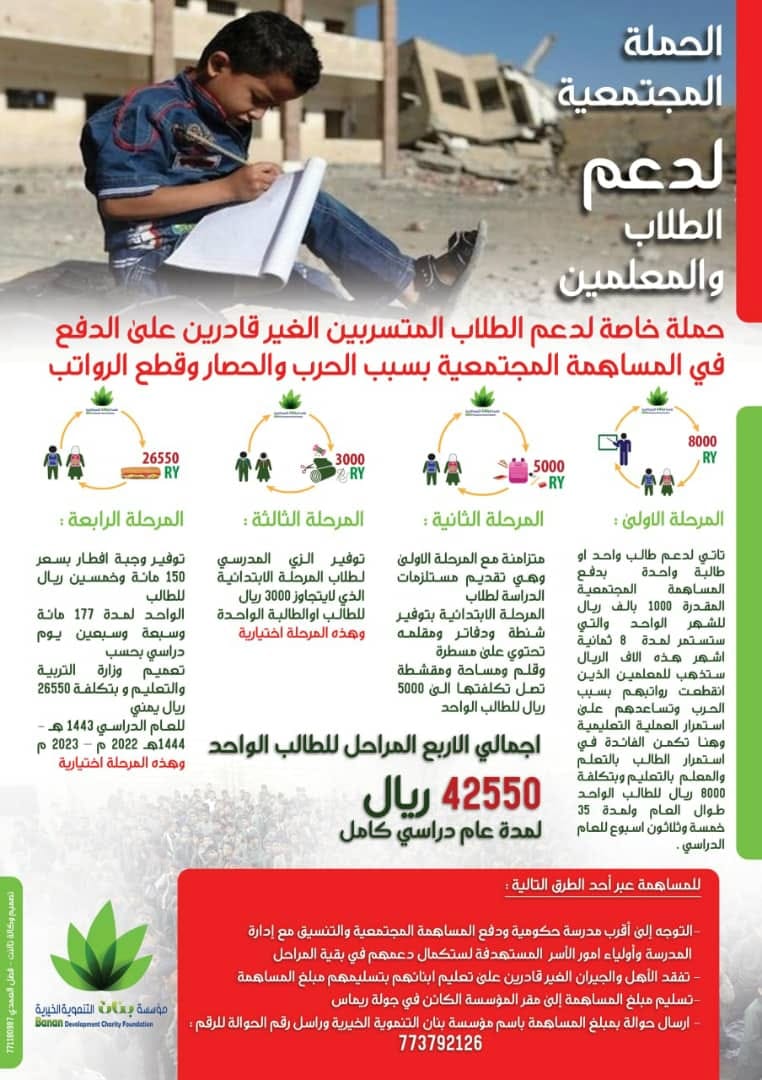 الحملة
المجتمعية
لدعم
الطلاب
والمعلمين
حملة خاصة لدعم الطلاب المتسربين الغير قادرين على الدفع
في المساهمة المجتمعية بسبب الحرب والحصار وقطع الرواتب
8000
RY
المرحلة الاولى :
تاتي لدعم طالب واحد او
طالبة واحدة بدفع
المساهمة المجتمعية
المقدرة 1000 بالف ريال
للشهر الواحد والتي
ستستمر لمدة 8 ثمانية
اشهر هذه الاف الريال
ستذهب للمعلمين الذين
انقطعت رواتبهم بسبب
الحرب وتساعدهم على
استمرار العملية التعليمية
وهنا تكمن الفائدة في
استمرار الطالب بالتعلم
والمعلم بالتعليم وبتكلفة
8000 ريال للطالب الواحد
طوال العام ولمدة 35
خمسة وثلاثون اسبوع للعام
الدراسي .
5000
RY
المرحلة الثانية :
متزامنة مع المرحلة الاولى
وهي تقديم مستلزمات
الدراسة لطلاب
المرحلة الابتدائية بتوفير
شنطة ودفاتر ومقلمه
تحتوي على مسطرة
وقلم ومساحة ومقشطة
تصل تكلفتها الى 5000
ريال للطالب الواحد
3000
RY
المرحلة الثالثة :
توفير الزي المدرسي
لطلاب المرحلة الابتدائية
الذي لايتجاوز 3000 ريال
للطالب اوالطالبة الواحدة
وهذه المرحلة اختيارية
26550
RY
المرحلة الرابعة :
توفير وجبة افطار بسعر
150 مائة وخمسين ريال
للطالب
الواحد لمدة 177 مائة
وسبعة وسبعين يوم
دراسي بحسب
تعميم وزارة التربية
والتعليم و بتكلفة 26550
ريال يمني
للعام الدراسي 1443 هـ –
1444هـ 2022 م – 2023 م
وهذه المرحلة اختيارية
اجمالي الاربع المراحل للطالب الواحد
42550 ريال
لمدة عام دراسي كامل
للمساهمة عبر أحد الطرق التالية :
-التوجه إلى أقرب مدرسة حكومية ودفع المساهمة المجتمعية والتنسيق مع إدارة
المدرسة وأولياء امور الأسر المستهدفة لستكمال دعمهم في بقية المراحل
- تفقد الأهل والجيران الغير قادرين على تعليم ابنائهم بتسليمهم مبلغ المساهمة
-تسليم مبلغ المساهمة إلى مقر المؤسسة الكائن في جولة ريماس
- ارسال حوالة بمبلغ المساهمة باسم مؤسسة بنان التنموية الخيرية وراسل رقم الحوالة للرقم :
773792126
مؤسسة بنان التنموية الخيرية
Banan Development Charity Foundation